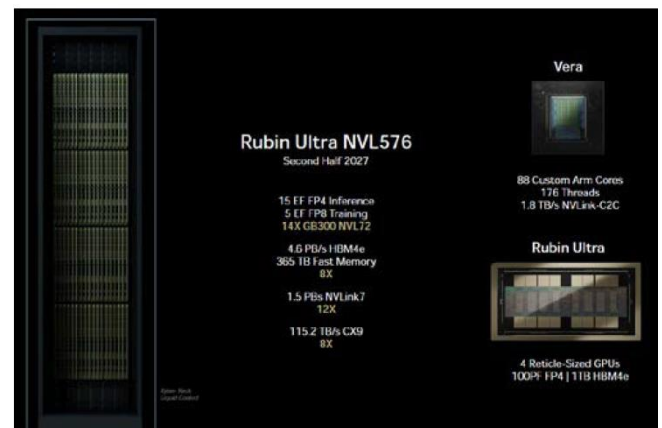 Rubin Ultra NVL576
Second Half 2027
15 EF FP4 Inference
5 EF FP8 Training
14X GB300 NVL72
4.6 PB/s HBM4e
365 TB Fast Memory
8X
1.5 PBs NVLink7
12X
115.2 TB/s CX9
8X
Vera
88 Custom Arm Cores
176 Threads
1.8 TB/s NVLink-C2C
Rubin Ultra
4 Reticle-Sized GPUs
100PF FP4 | 1TB HBM4e
Liquid Cooled